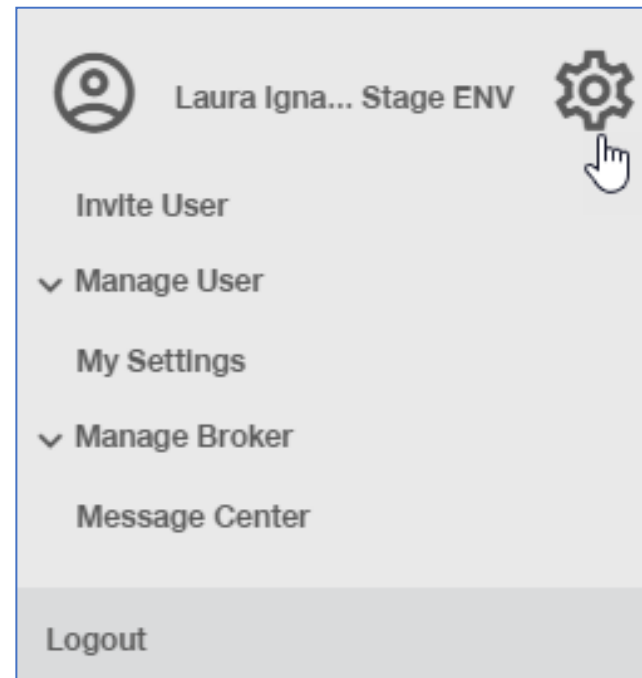 Laura Igna... Stage ENV
Invite User
Manage User
My Settings
Manage Broker
Message Center
Logout